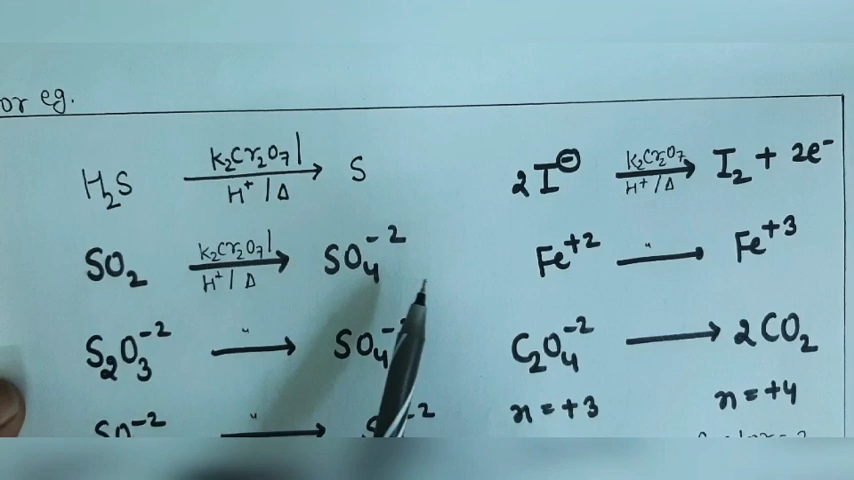 or eg.
H₂S K₂Cr₂O₇| H⁺|Δ S
SO₂ K₂Cr₂O₇| H⁺|Δ SO₄⁻²
S₂O₃⁻² " SO₄⁻
"
2I⊖ K₂Cr₂O₇ H⁺/Δ I₂ + 2e⁻
Fe⁺² " Fe⁺³
C₂O₄⁻² 2CO₂
n = +3 n = +4